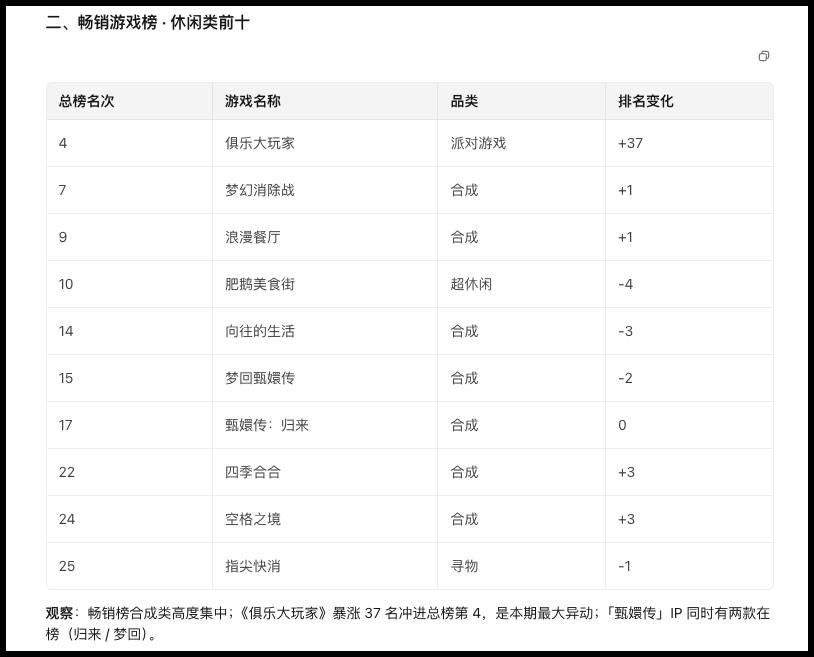 二、畅销游戏榜 · 休闲类前十
总榜名次 游戏名称 品类 排名变化
4 俱乐大玩家 派对游戏 +37
7 梦幻消除战 合成 +1
9 浪漫餐厅 合成 +1
10 肥鹅美食街 超休闲 -4
14 向往的生活 合成 -3
15 梦回甄嬛传 合成 -2
17 甄嬛传：归来 合成 0
22 四季合合 合成 +3
24 空格之境 合成 +3
25 指尖快消 寻物 -1
观察：畅销榜合成类高度集中；《俱乐大玩家》暴涨 37 名冲进总榜第 4，是本期最大异动；「甄嬛传」IP 同时有两款在
榜（归来 / 梦回）。